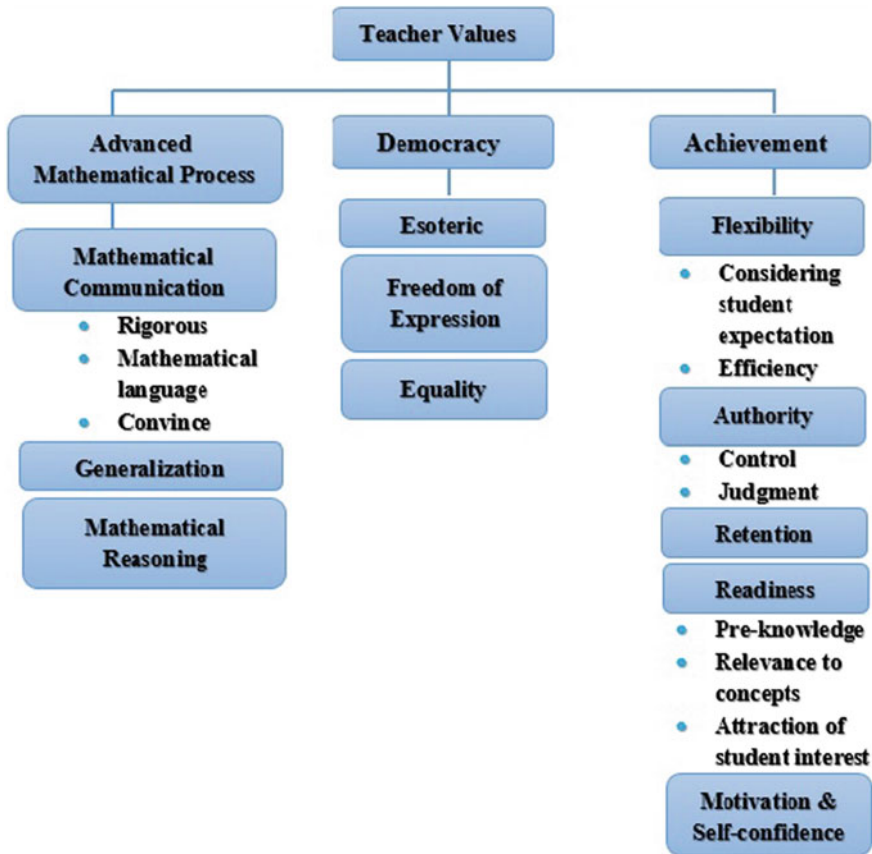 Teacher Values
Advanced
Mathematical Process
Mathematical
Communication
• Rigorous
• Mathematical
language
• Convince
Generalization
Mathematical
Reasoning
Democracy
Esoteric
Freedom of
Expression
Equality
Achievement
Flexibility
• Considering
student
expectation
• Efficiency
Authority
• Control
• Judgment
Retention
Readiness
• Pre-knowledge
• Relevance to
concepts
• Attraction of
student interest
Motivation &
Self-confidence